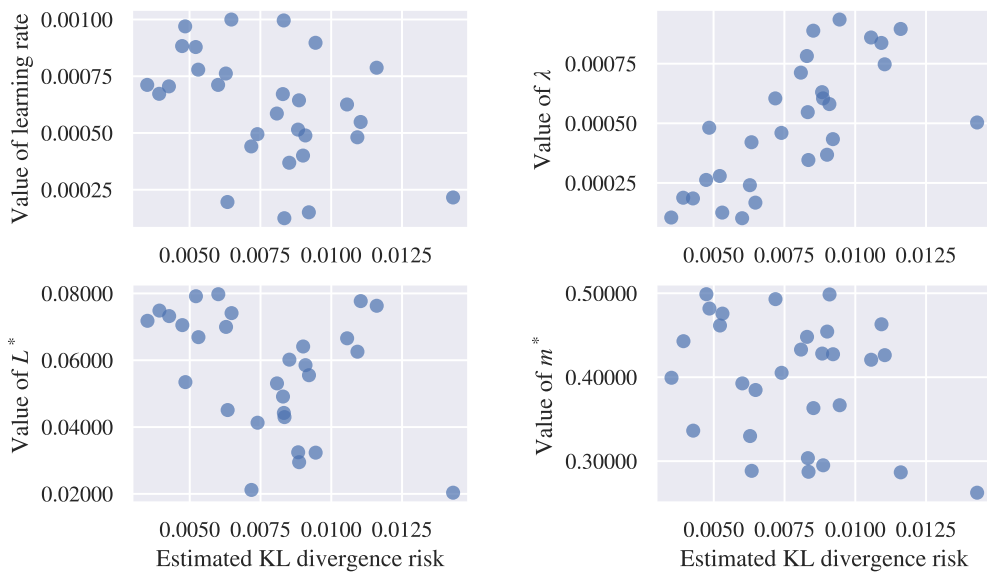 Value of learning rate
0.00100
0.00075
0.00050
0.00025
0.0050 0.0075 0.0100 0.0125
Value of λ
0.00075
0.00050
0.00025
0.0050 0.0075 0.0100 0.0125
Value of L*
0.08000
0.06000
0.04000
0.02000
0.0050 0.0075 0.0100 0.0125
Estimated KL divergence risk
Value of m*
0.50000
0.40000
0.30000
0.0050 0.0075 0.0100 0.0125
Estimated KL divergence risk